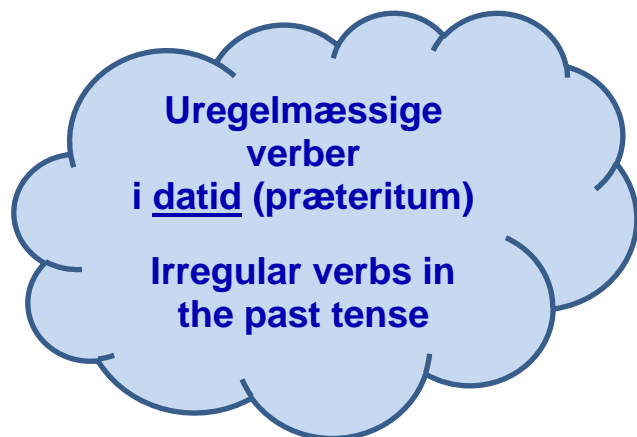 Uregelmæssige
verber
i datid (præteritum)
Irregular verbs in
the past tense